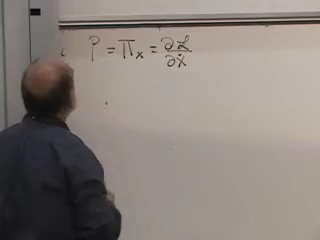 P = Π_x = ∂ℒ/∂ẋ